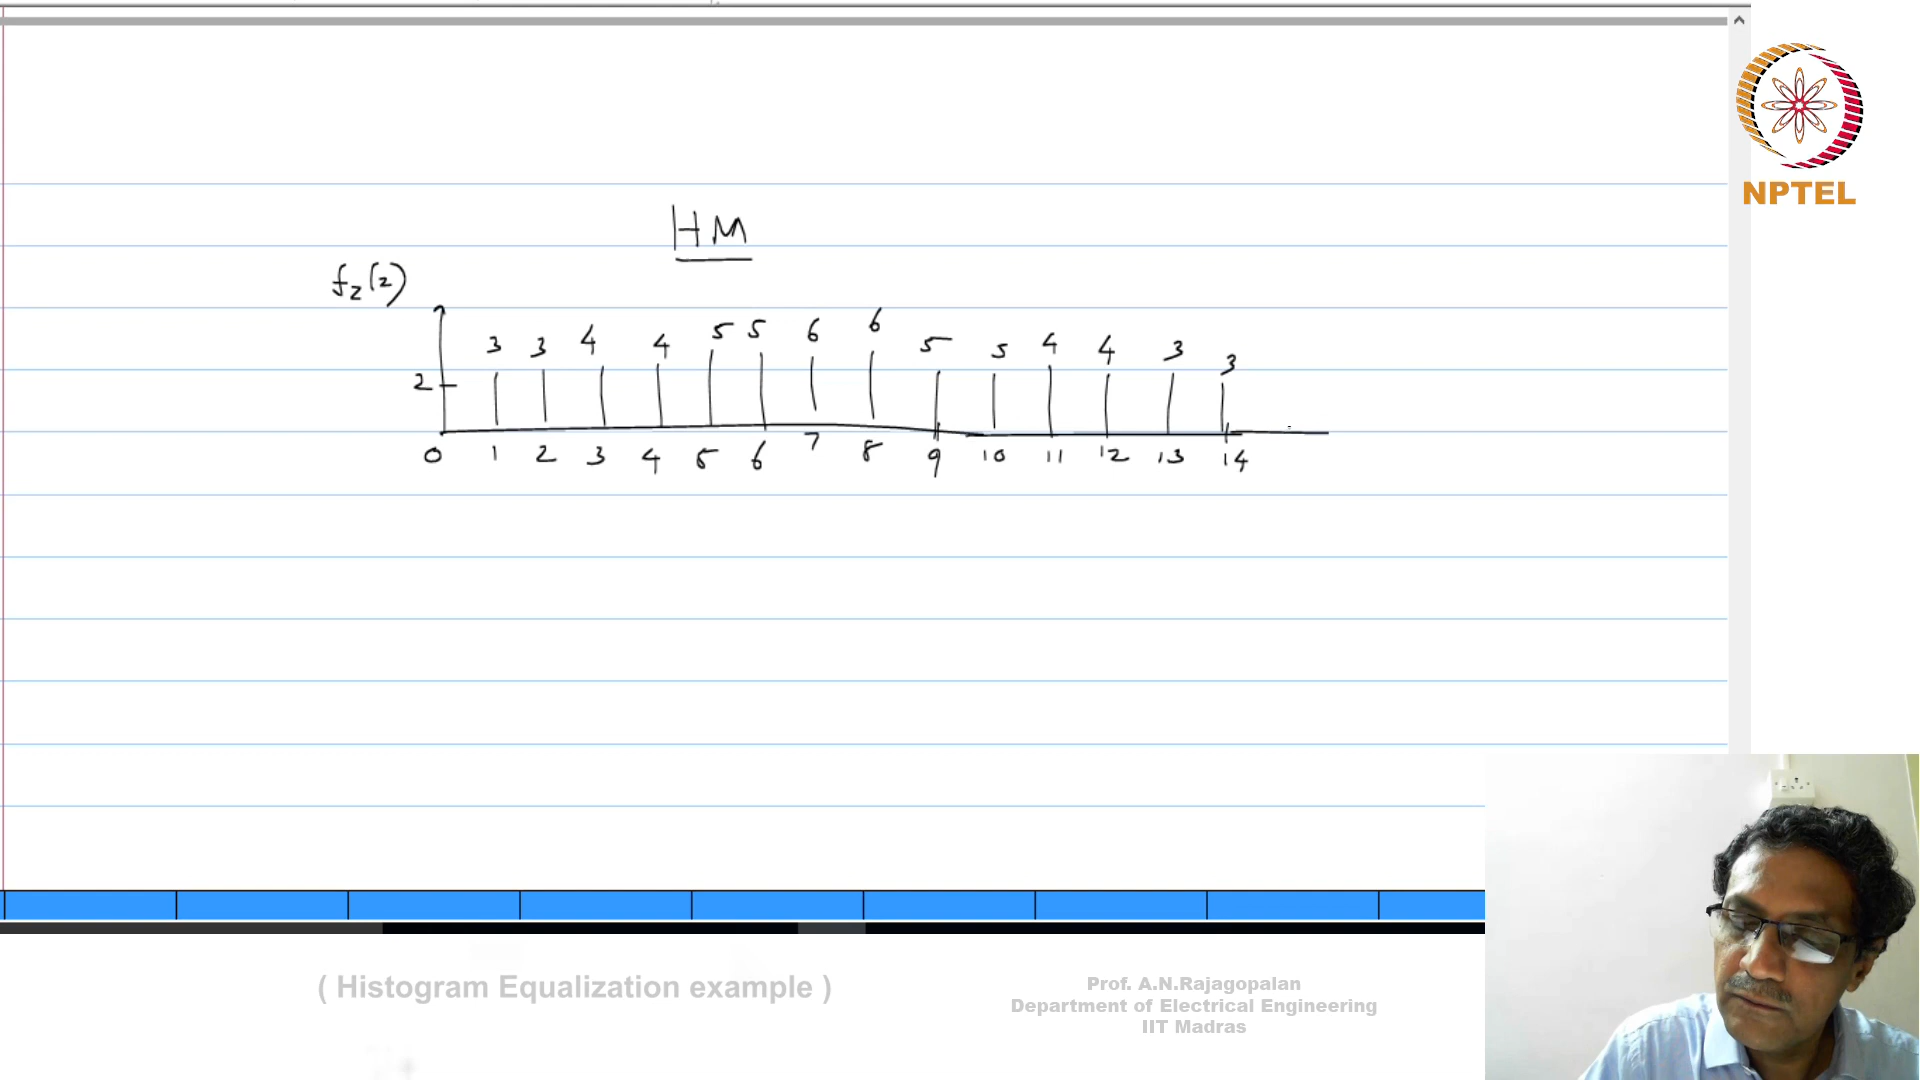 NPTEL
HM
f_z(z)
3 3 4 4 5 5 6 6 5 5 4 4 3 3
2
0 1 2 3 4 5 6 7 8 9 10 11 12 13 14
( Histogram Equalization example )
Prof. A.N.Rajagopalan
Department of Electrical Engineering
IIT Madras